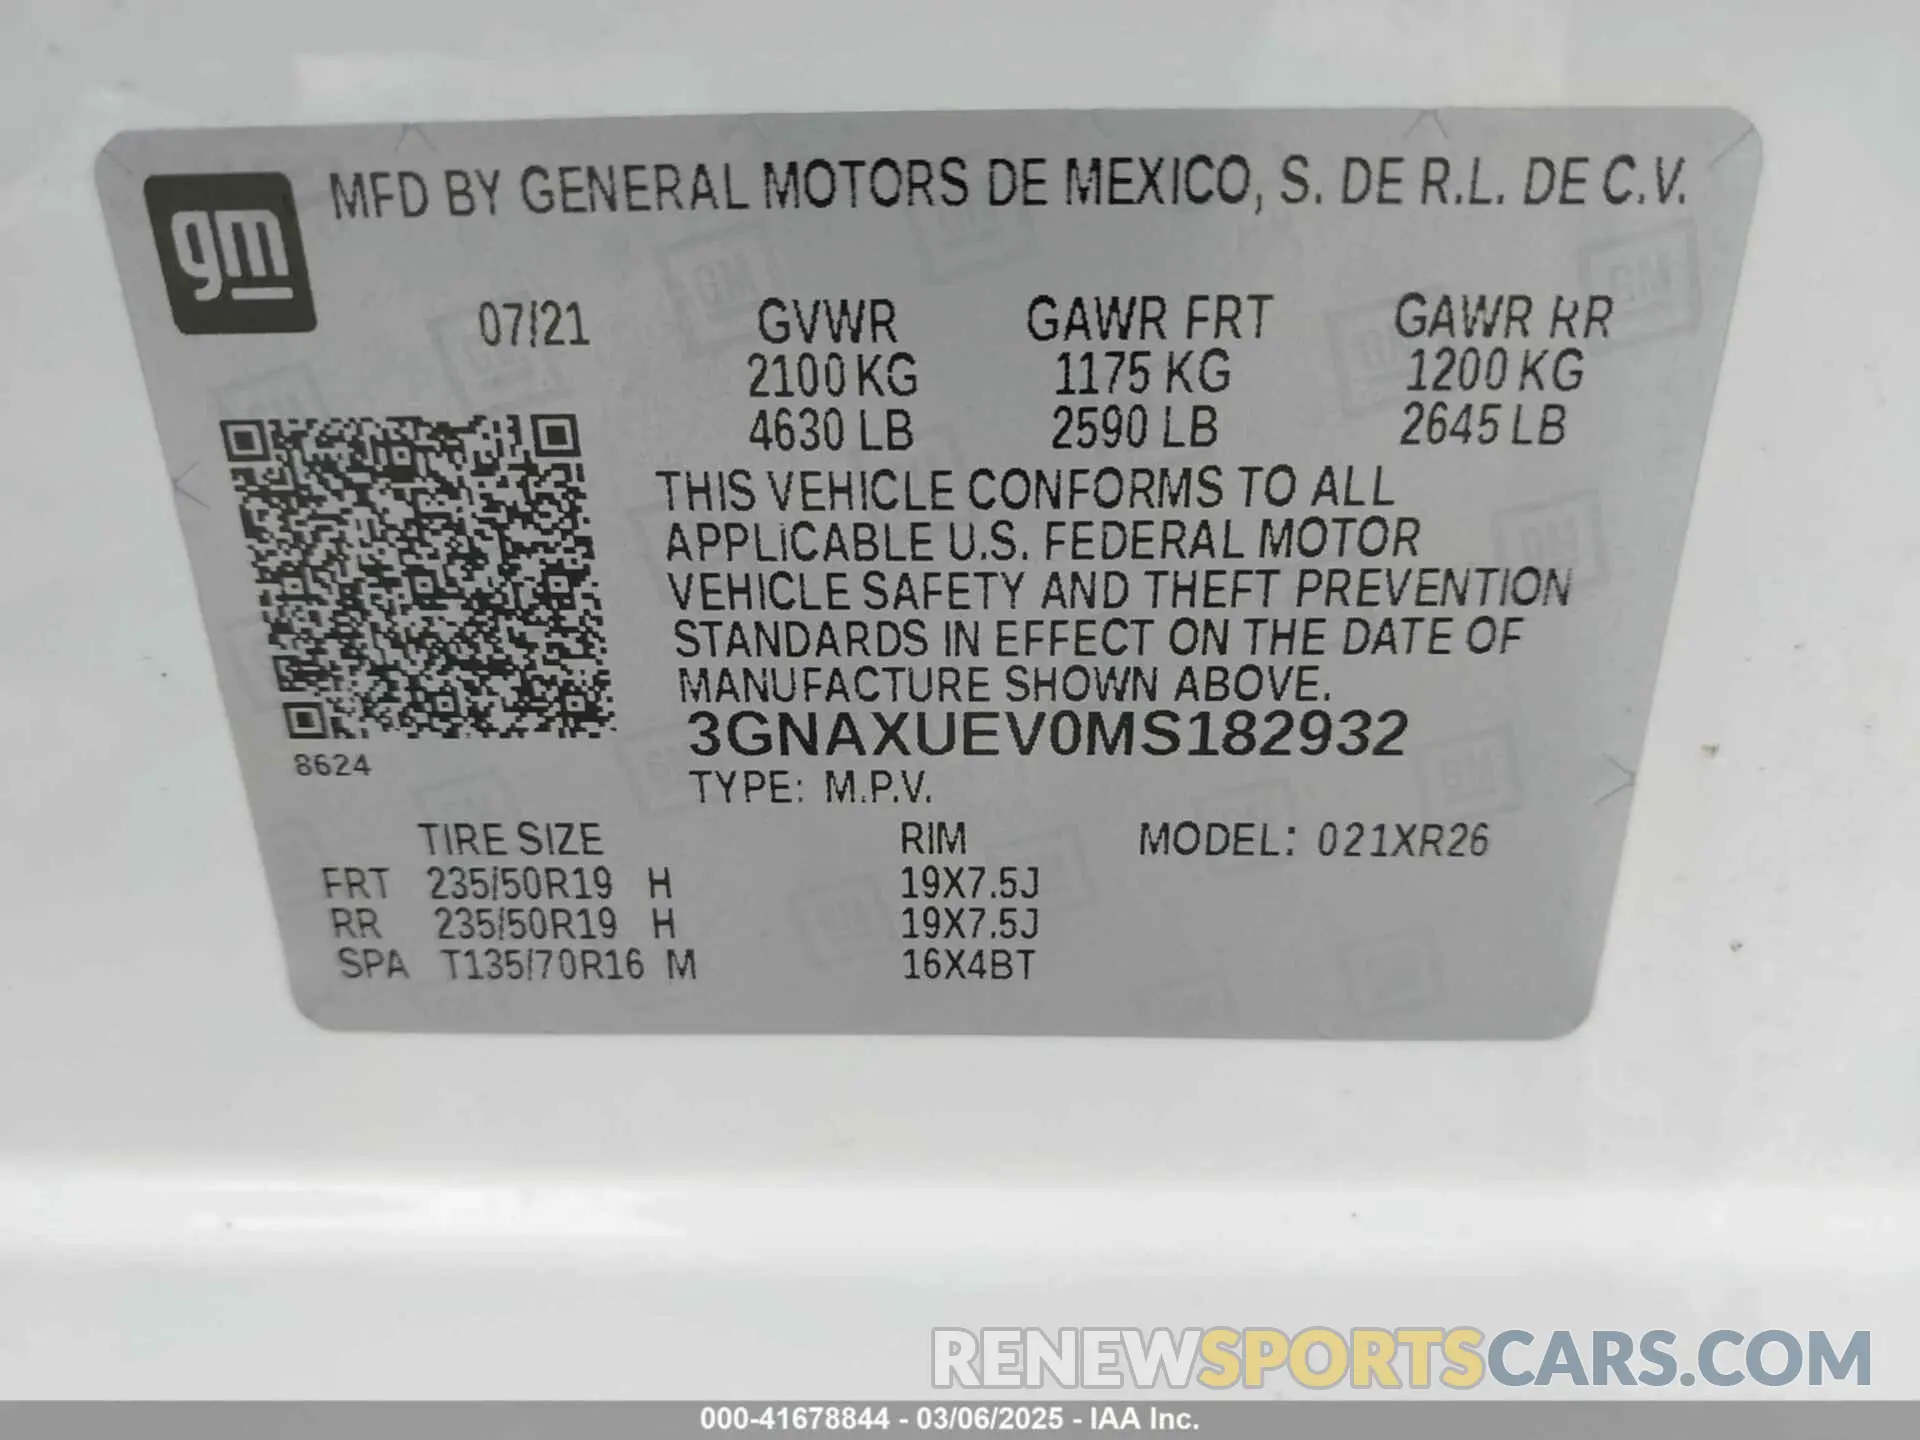 gm
MFD BY GENERAL MOTORS DE MEXICO, S. DE R.L. DE C.V.
07/21 GVWR GAWR FRT GAWR RR
2100 KG 1175 KG 1200 KG
4630 LB 2590 LB 2645 LB
THIS VEHICLE CONFORMS TO ALL
APPLICABLE U.S. FEDERAL MOTOR
VEHICLE SAFETY AND THEFT PREVENTION
STANDARDS IN EFFECT ON THE DATE OF
MANUFACTURE SHOWN ABOVE.
3GNAXUEV0MS182932
8624
TYPE: M.P.V.
TIRE SIZE RIM MODEL: 021XR26
FRT 235/50R19 H 19X7.5J
RR 235/50R19 H 19X7.5J
SPA T135/70R16 M 16X4BT
RENEWSPORTSCARS.COM
000-41678844 - 03/06/2025 - IAA Inc.